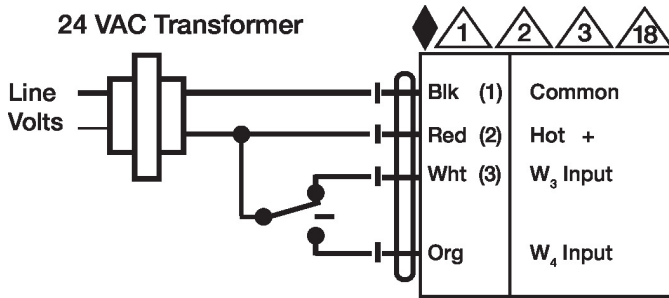 24 VAC Transformer
1 2 3 18
Line
Volts
Blk (1) Common
Red (2) Hot +
Wht (3) W₃ Input
Org W₄ Input